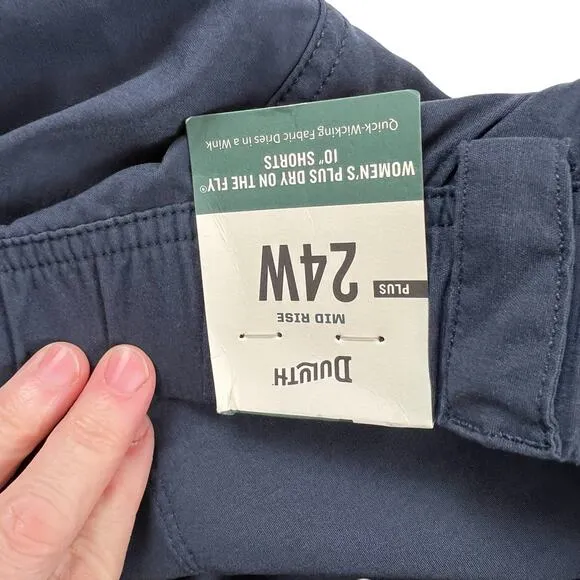 DULUTH
MID RISE
PLUS 24W
WOMEN'S PLUS DRY ON THE FLY®
10" SHORTS
Quick-Wicking Fabric Dries in a Wink